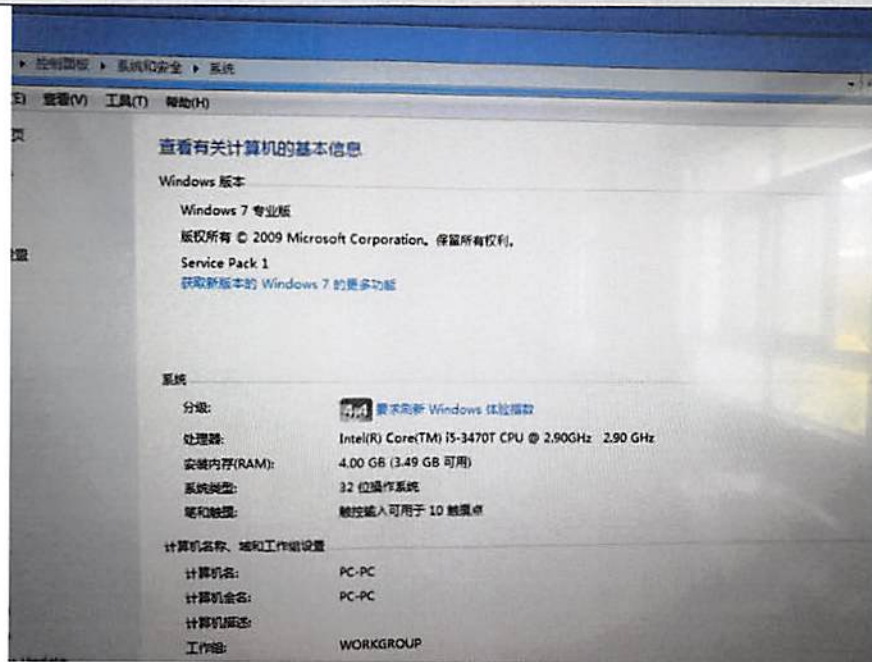 ▸ 控制面板 ▸ 系统和安全 ▸ 系统
查看(V) 工具(T) 帮助(H)
页
查看有关计算机的基本信息
Windows 版本
Windows 7 专业版
版权所有 © 2009 Microsoft Corporation。保留所有权利。
Service Pack 1
获取新版本的 Windows 7 的更多功能
系统
分级:
要求刷新 Windows 体验指数
处理器: Intel(R) Core(TM) i5-3470T CPU @ 2.90GHz 2.90 GHz
安装内存(RAM): 4.00 GB (3.49 GB 可用)
系统类型: 32 位操作系统
笔和触摸: 触控输入可用于 10 触摸点
计算机名称、域和工作组设置
计算机名: PC-PC
计算机全名: PC-PC
计算机描述:
工作组: WORKGROUP